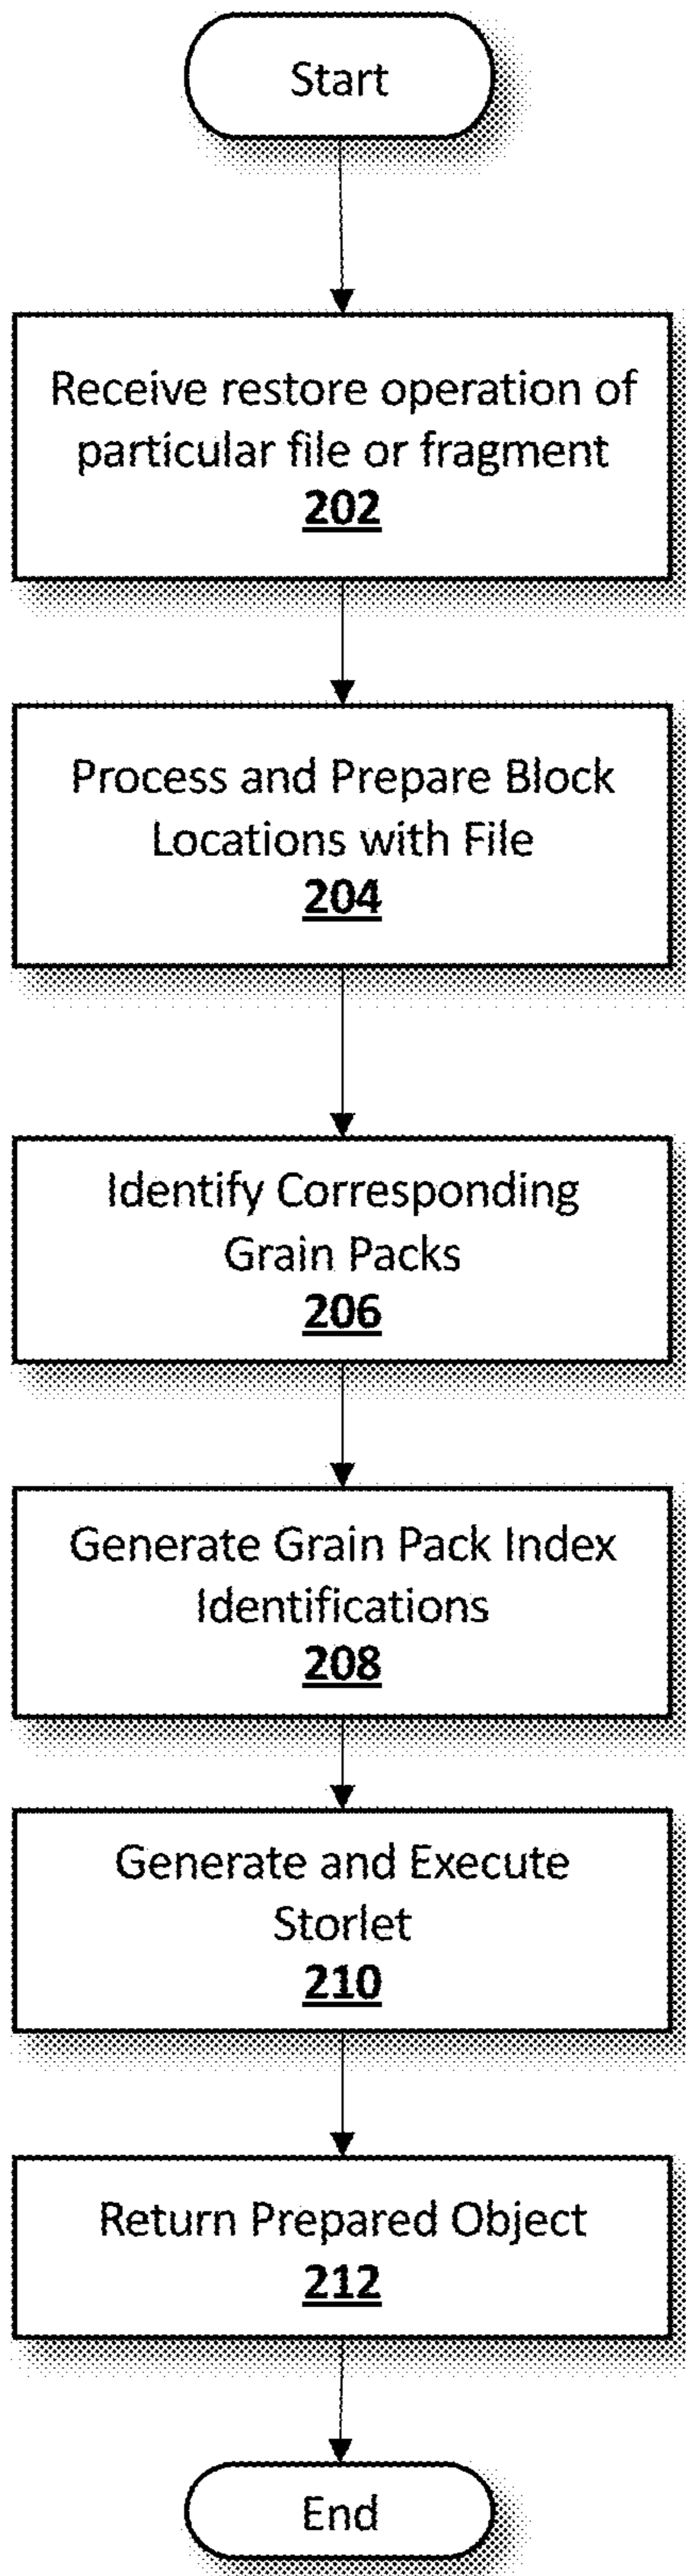 Start
Receive restore operation of
particular file or fragment
202
Process and Prepare Block
Locations with File
204
Identify Corresponding
Grain Packs
206
Generate Grain Pack Index
Identifications
208
Generate and Execute
Storlet
210
Return Prepared Object
212
End